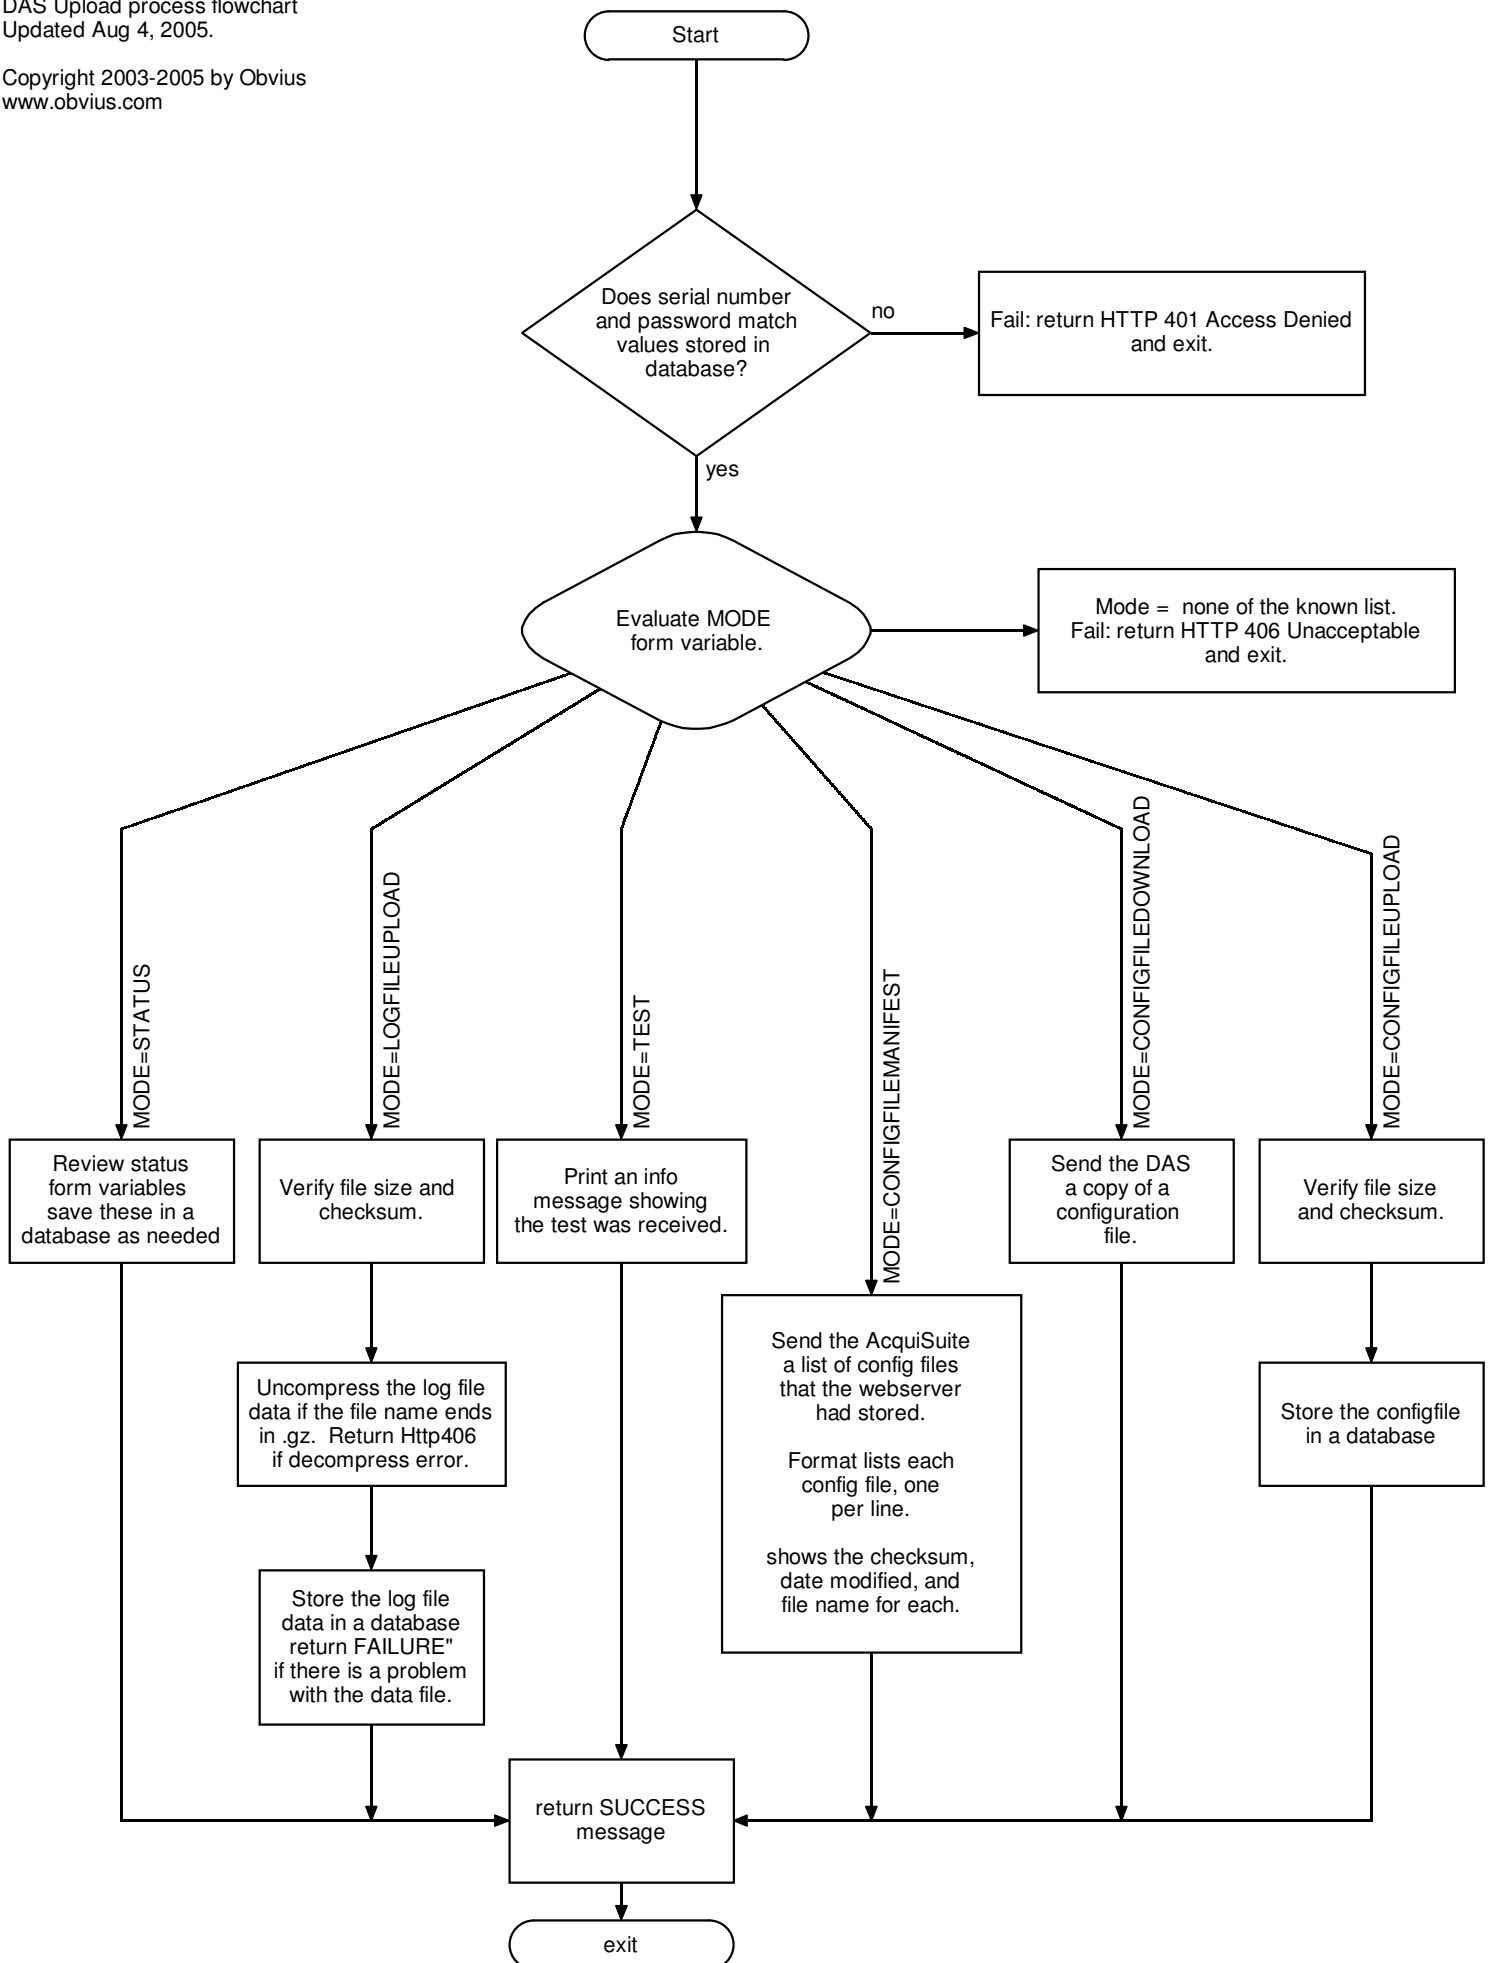 DAS Upload process flowchart
Updated Aug 4, 2005.
Copyright 2003-2005 by Obvius
www.obvius.com
Start
Does serial number
and password match
values stored in
database?
no
Fail: return HTTP 401 Access Denied
and exit.
yes
Evaluate MODE
form variable.
Mode =  none of the known list.
Fail: return HTTP 406 Unacceptable
and exit.
MODE=STATUS
MODE=LOGFILEUPLOAD
MODE=TEST
MODE=CONFIGFILEMANIFEST
MODE=CONFIGFILEDOWNLOAD
MODE=CONFIGFILEUPLOAD
Review status
form variables
save these in a
database as needed
Verify file size and
checksum.
Print an info
message showing
the test was received.
Send the DAS
a copy of a
configuration
file.
Verify file size
and checksum.
Uncompress the log file
data if the file name ends
in .gz.  Return Http406
if decompress error.
Send the AcquiSuite
a list of config files
that the webserver
had stored.
Format lists each
config file, one
per line.
shows the checksum,
date modified, and
file name for each.
Store the configfile
in a database
Store the log file
data in a database
return FAILURE"
if there is a problem
with the data file.
return SUCCESS
message
exit